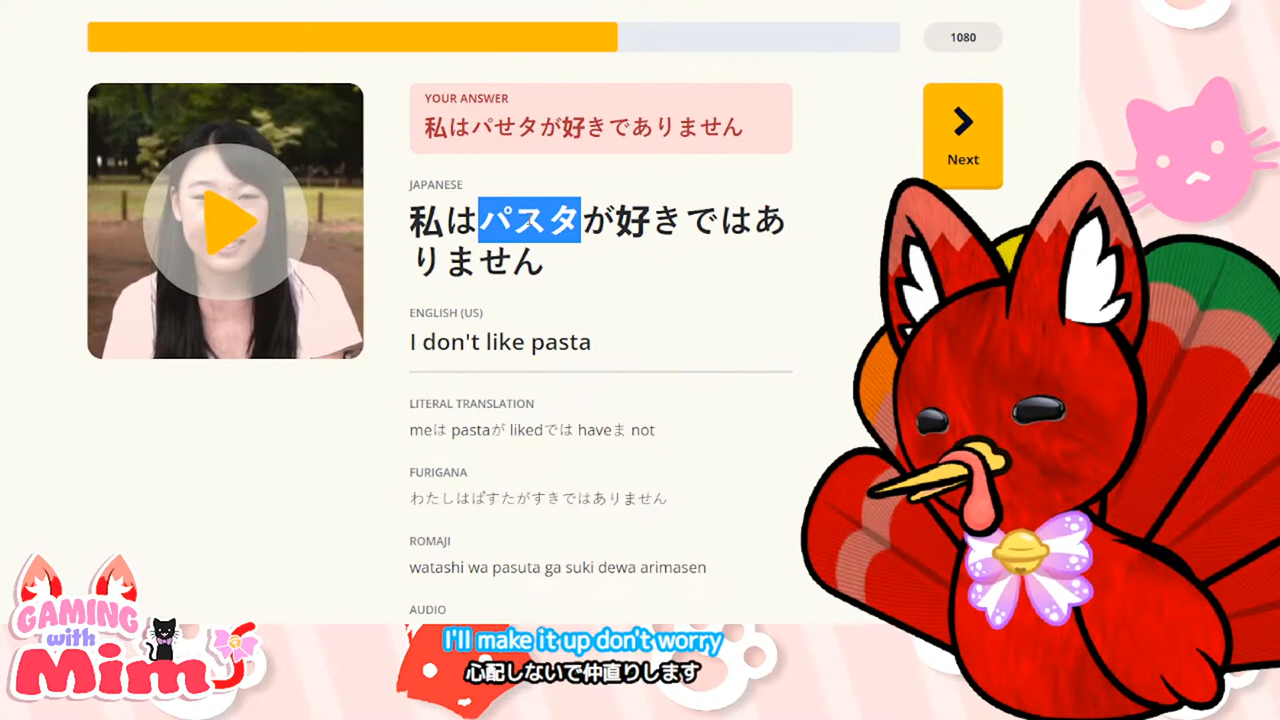 1080
YOUR ANSWER
私はパせタが好きでありません
Next
JAPANESE
私はパスタが好きではあ
りません
ENGLISH (US)
I don't like pasta
LITERAL TRANSLATION
meは pastaが likedでは haveま not
FURIGANA
わたしはぱすたがすきではありません
ROMAJI
watashi wa pasuta ga suki dewa arimasen
AUDIO
GAMING
with
Mim
I'll make it up don't worry
心配しないで仲直りします